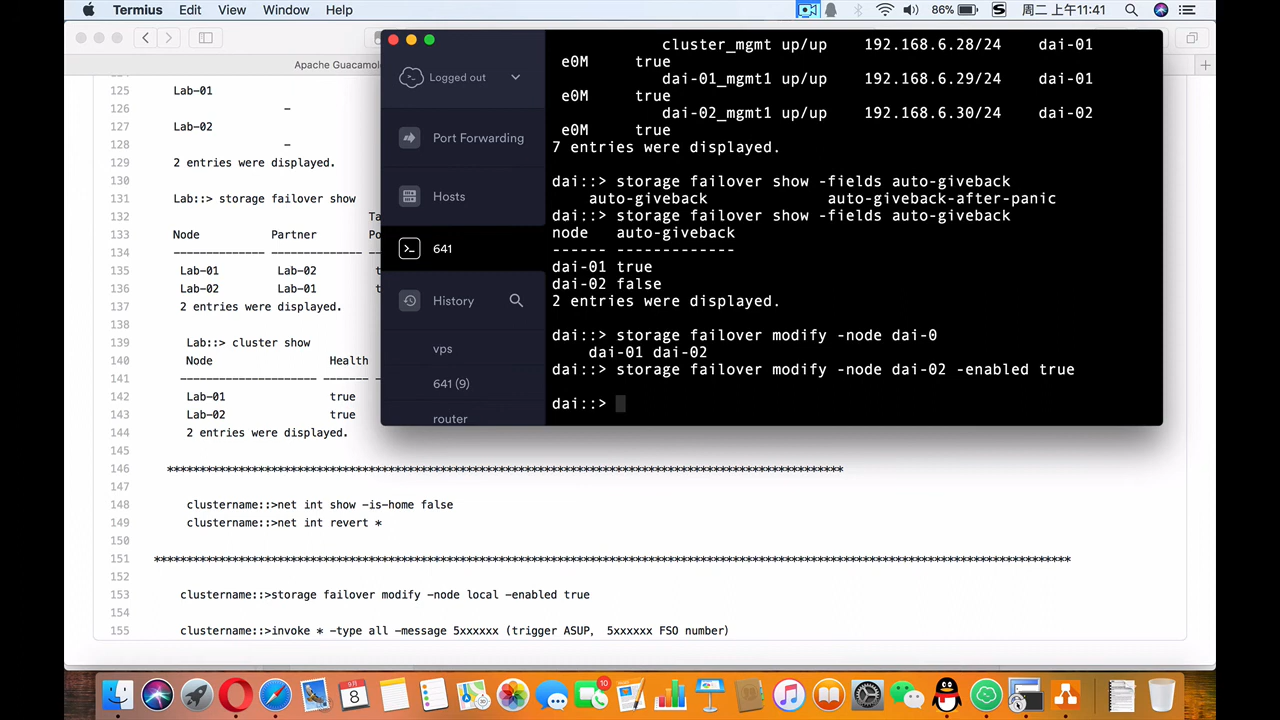 Termius Edit View Window Help
86%
周二 上午11:41
Apache Guacamol
125 Lab-01
126 –
127 Lab-02
128 –
129 2 entries were displayed.
130
131 Lab::> storage failover show
132 Ta
133 Node Partner Po
134 -------------- -------------- -
135 Lab-01 Lab-02 t
136 Lab-02 Lab-01 t
137 2 entries were displayed.
138
139 Lab::> cluster show
140 Node Health
141 --------------------- ------- -
142 Lab-01 true
143 Lab-02 true
144 2 entries were displayed.
145
146 *******************************************************************************************************
147
148 clustername::>net int show -is-home false
149 clustername::>net int revert *
150
151 ********************************************************************************************************************************************
152
153 clustername::>storage failover modify -node local -enabled true
154
155 clustername::>invoke * -type all -message 5xxxxxx (trigger ASUP, 5xxxxxx FSO number)
Logged out
Port Forwarding
Hosts
641
History
vps
641 (9)
router
cluster_mgmt up/up 192.168.6.28/24 dai-01
e0M true
dai-01_mgmt1 up/up 192.168.6.29/24 dai-01
e0M true
dai-02_mgmt1 up/up 192.168.6.30/24 dai-02
e0M true
7 entries were displayed.
dai::> storage failover show -fields auto-giveback
auto-giveback auto-giveback-after-panic
dai::> storage failover show -fields auto-giveback
node auto-giveback
------ -------------
dai-01 true
dai-02 false
2 entries were displayed.
dai::> storage failover modify -node dai-0
dai-01 dai-02
dai::> storage failover modify -node dai-02 -enabled true
dai::>
8
10